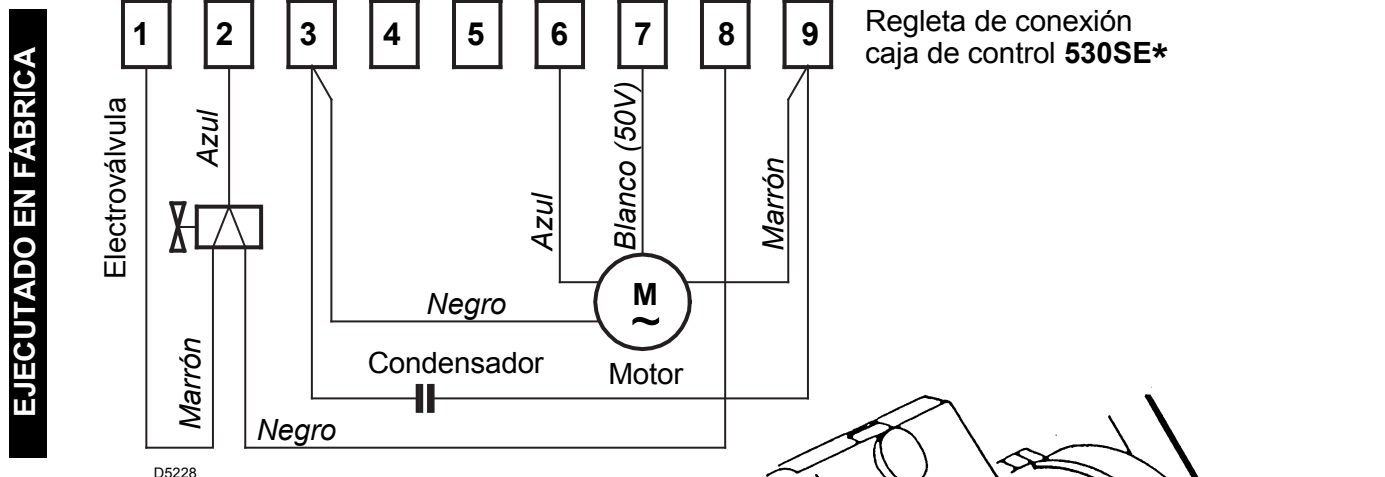 EJECUTADO EN FÁBRICA
1 2 3 4 5 6 7 8 9
Regleta de conexión
caja de control 530SE*
Electroválvula
Azul
Azul
Blanco (50V)
Marrón
Negro
M
~
Condensador
Motor
Marrón
Negro
D5228